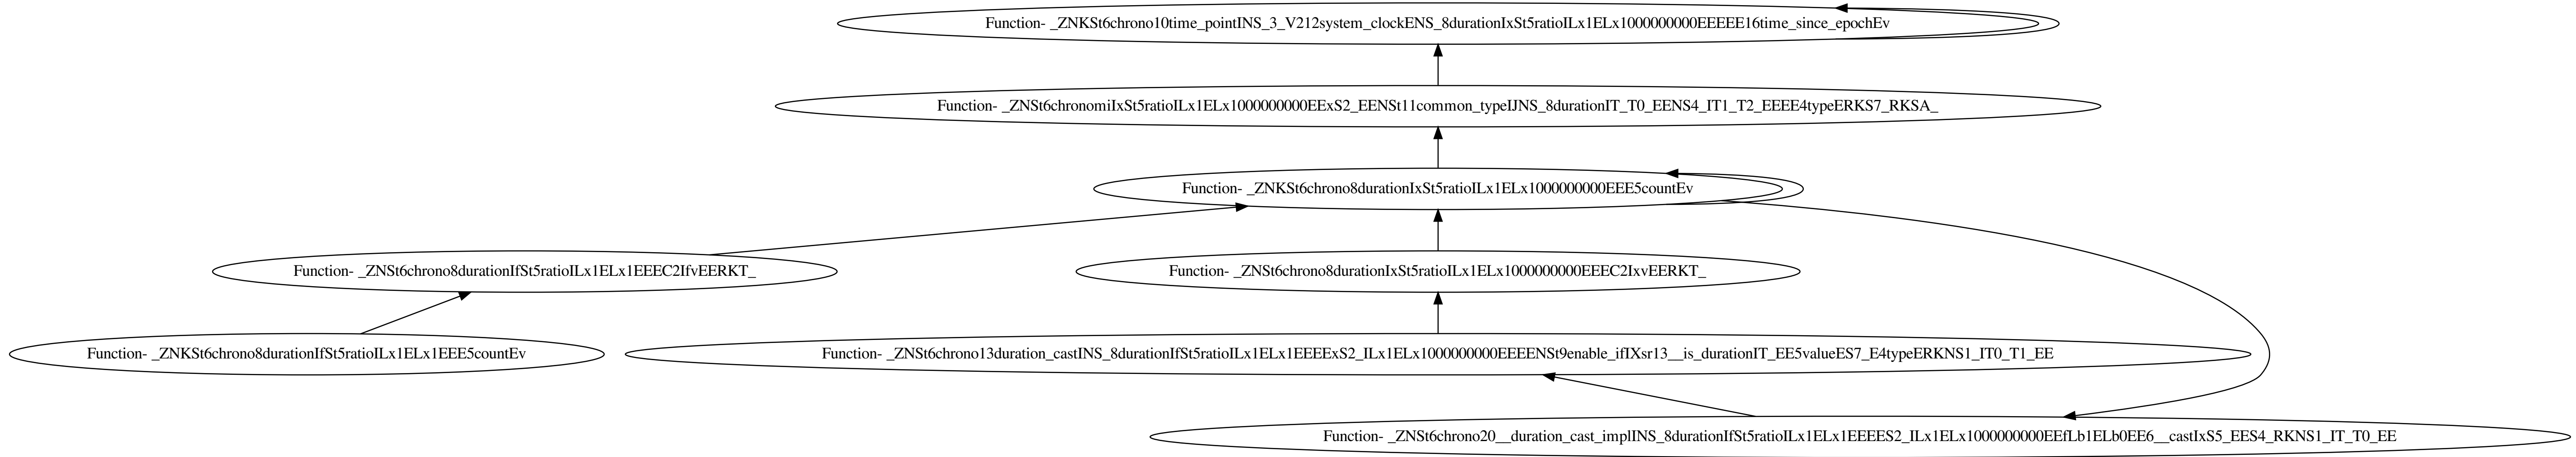 Function- _ZNKSt6chrono10time_pointINS_3_V212system_clockENS_8durationIxSt5ratioILx1ELx1000000000EEEEE16time_since_epochEv
Function- _ZNSt6chronomiIxSt5ratioILx1ELx1000000000EExS2_EENSt11common_typeIJNS_8durationIT_T0_EENS4_IT1_T2_EEEE4typeERKS7_RKSA_
Function- _ZNKSt6chrono8durationIxSt5ratioILx1ELx1000000000EEE5countEv
Function- _ZNSt6chrono8durationIfSt5ratioILx1ELx1EEEC2IfvEERKT_
Function- _ZNSt6chrono8durationIxSt5ratioILx1ELx1000000000EEEC2IxvEERKT_
Function- _ZNKSt6chrono8durationIfSt5ratioILx1ELx1EEE5countEv
Function- _ZNSt6chrono13duration_castINS_8durationIfSt5ratioILx1ELx1EEEExS2_ILx1ELx1000000000EEEENSt9enable_ifIXsr13__is_durationIT_EE5valueES7_E4typeERKNS1_IT0_T1_EE
Function- _ZNSt6chrono20__duration_cast_implINS_8durationIfSt5ratioILx1ELx1EEEES2_ILx1ELx1000000000EEfLb1ELb0EE6__castIxS5_EES4_RKNS1_IT_T0_EE